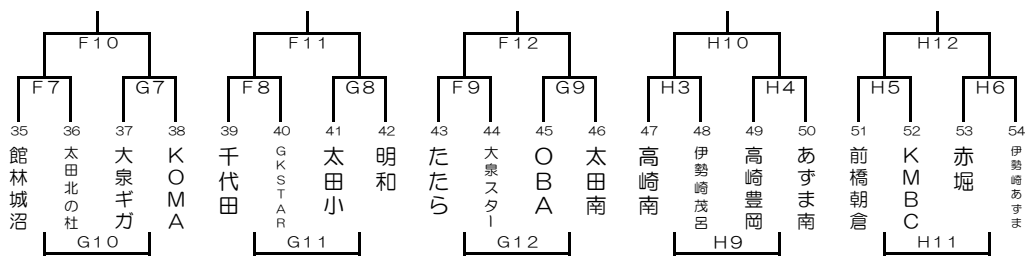 F10 F11 F12 H10 H12
F7 G7 F8 G8 F9 G9 H3 H4 H5 H6
35 36 37 38 39 40 41 42 43 44 45 46 47 48 49 50 51 52 53 54
館林城沼
太田北の杜
大泉ギガ
KOMA
千代田
GKSTAR
太田小
明和
たたら
大泉スター
OBA
太田南
高崎南
伊勢崎茂呂
高崎豊岡
あずま南
前橋朝倉
KMBC
赤堀
伊勢崎あずま
G10 G11 G12 H9 H11